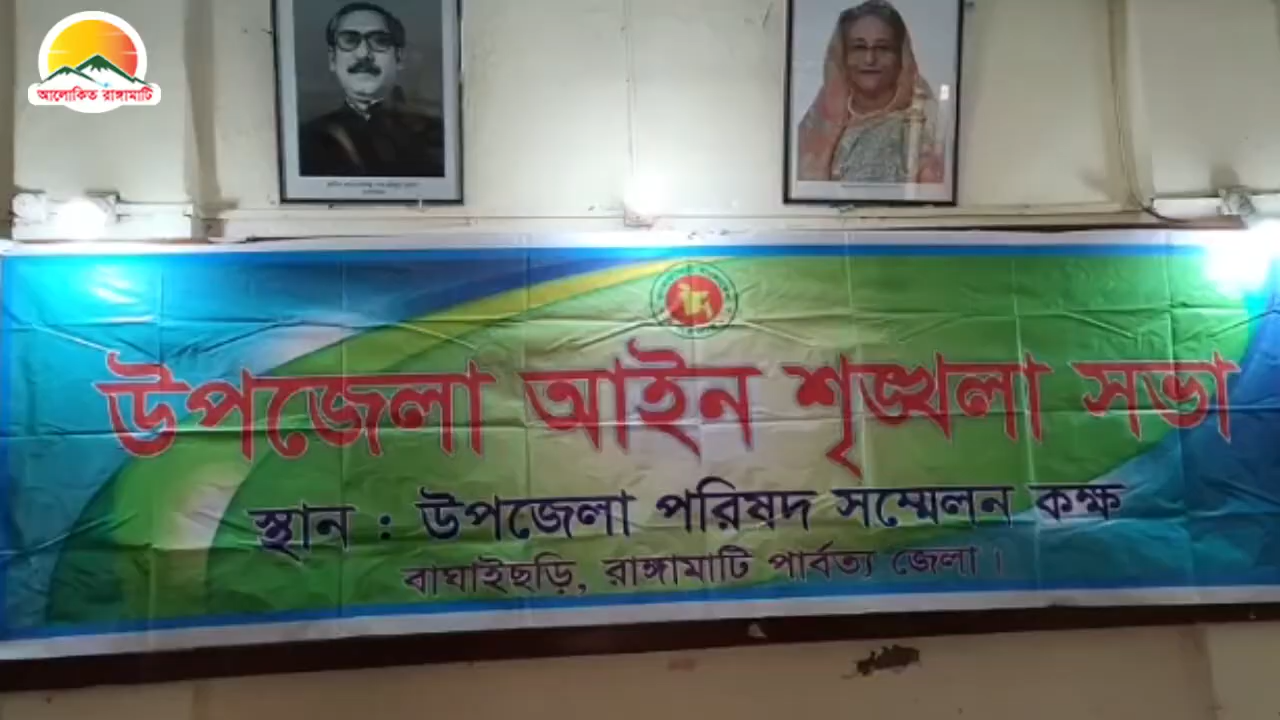 আলোকিত রাঙ্গামাটি
উপজেলা আইন শৃঙ্খলা সভা
স্থান : উপজেলা পরিষদ সম্মেলন কক্ষ
বাঘাইছড়ি, রাঙ্গামাটি পার্বত্য জেলা।